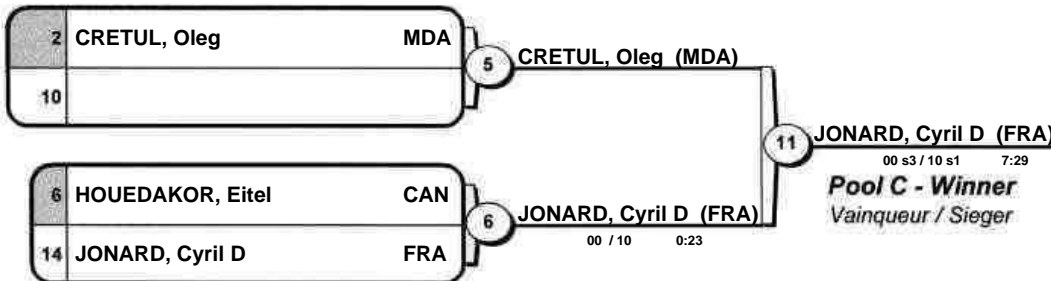 2 CRETUL, Oleg MDA
10
5 CRETUL, Oleg (MDA)
6 HOUEDAKOR, Eitel CAN
14 JONARD, Cyril D FRA
6 JONARD, Cyril D (FRA)
00 / 10 0:23
11 JONARD, Cyril D (FRA)
00 s3 / 10 s1 7:29
Pool C - Winner
Vainqueur / Sieger